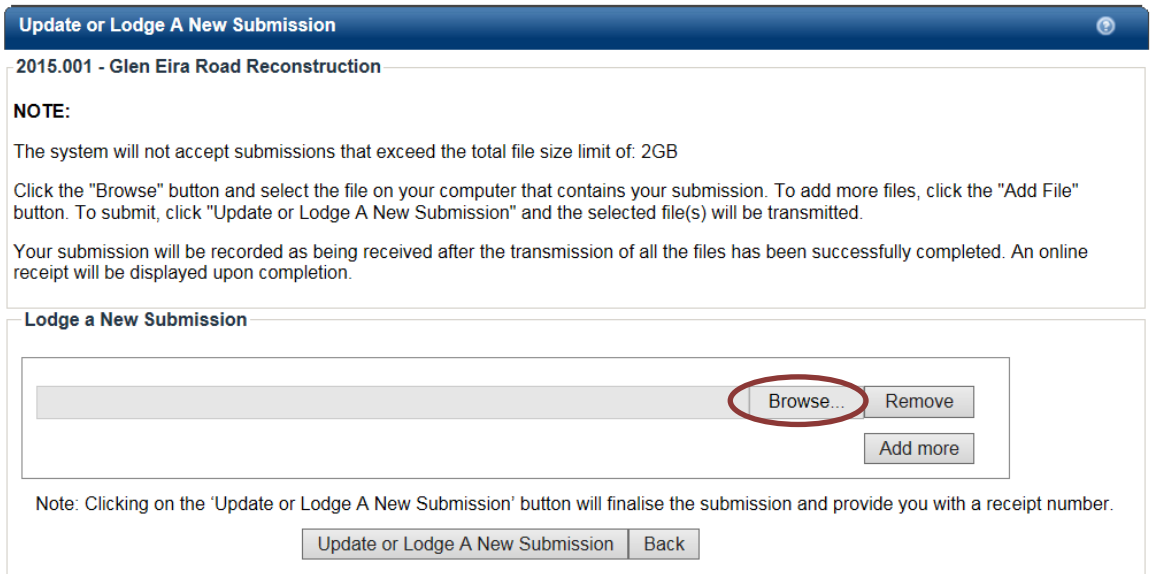 Update or Lodge A New Submission
2015.001 - Glen Eira Road Reconstruction
NOTE:
The system will not accept submissions that exceed the total file size limit of: 2GB
Click the "Browse" button and select the file on your computer that contains your submission. To add more files, click the "Add File"
button. To submit, click "Update or Lodge A New Submission" and the selected file(s) will be transmitted.
Your submission will be recorded as being received after the transmission of all the files has been successfully completed. An online
receipt will be displayed upon completion.
Lodge a New Submission
Browse... Remove
Add more
Note: Clicking on the ‘Update or Lodge A New Submission’ button will finalise the submission and provide you with a receipt number.
Update or Lodge A New Submission Back